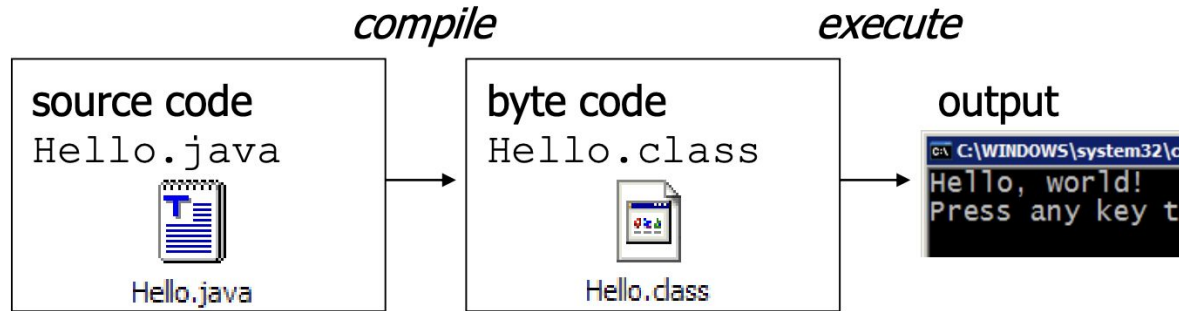 compile
execute
source code
Hello.java
Hello.java
byte code
Hello.class
Hello.class
output
C:\WINDOWS\system32\c
Hello, world!
Press any key t